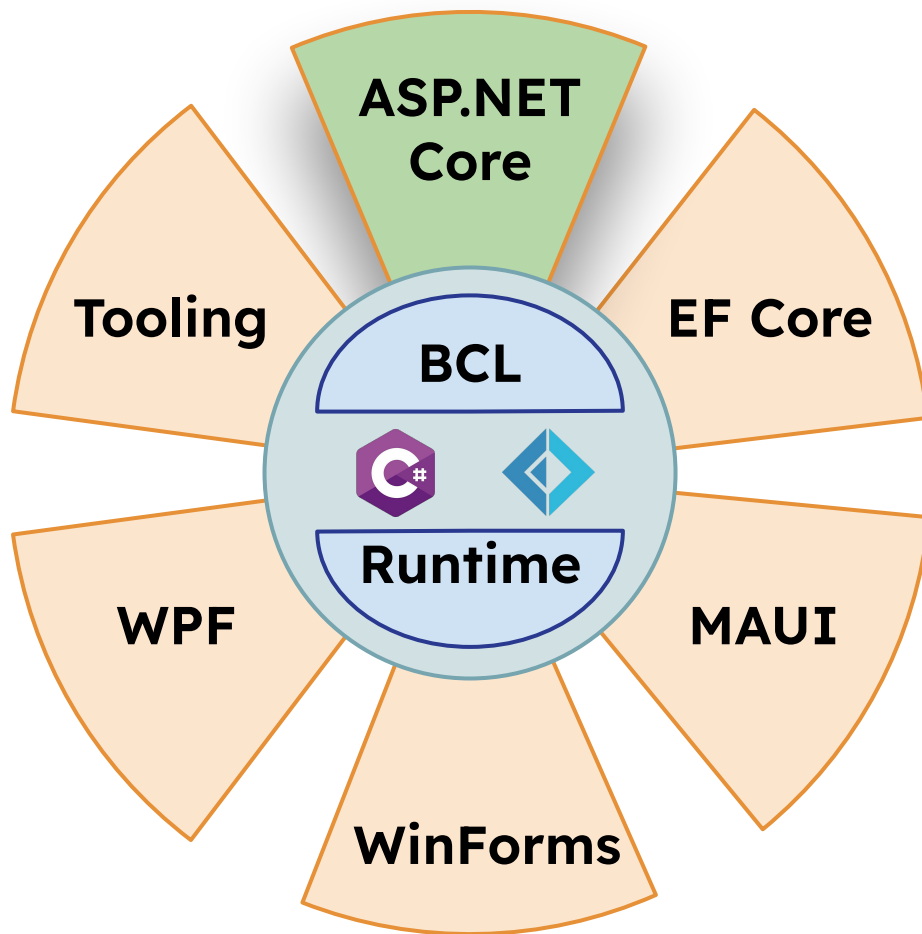 ASP.NET
Core
Tooling
EF Core
BCL
C#
Runtime
WPF
MAUI
WinForms